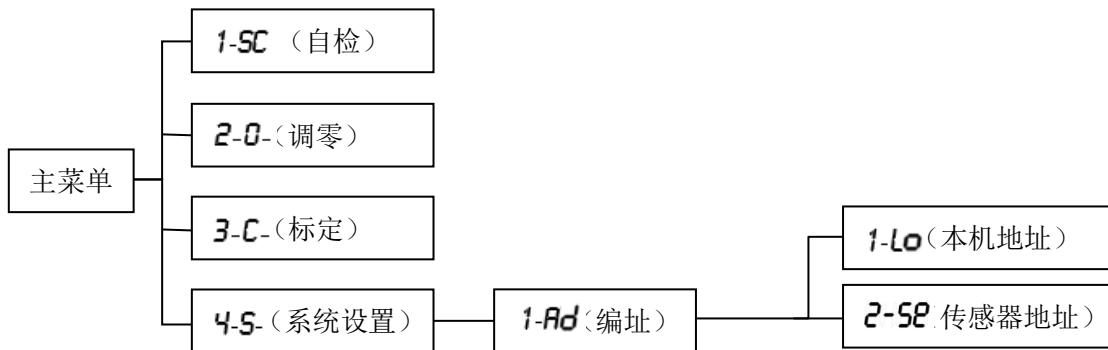 1-SC （自检）
2-0-（调零）
主菜单
3-C-（标定）
1-Lo（本机地址）
4-S-（系统设置）
1-Ad（编址）
2-SE 传感器地址）